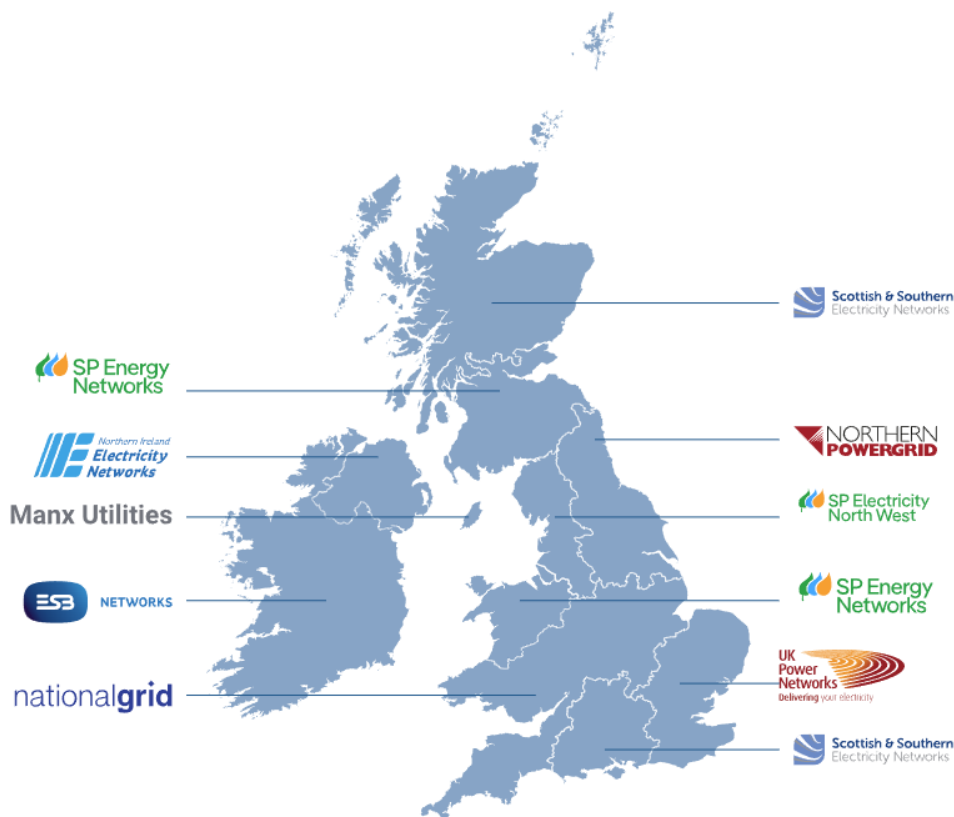 Scottish & Southern
Electricity Networks
SP Energy
Networks
Northern Ireland
Electricity
Networks
NORTHERN
POWERGRID
Manx Utilities
SP Electricity
North West
ESB NETWORKS
SP Energy
Networks
UK
Power
Networks
Delivering your electricity
nationalgrid
Scottish & Southern
Electricity Networks